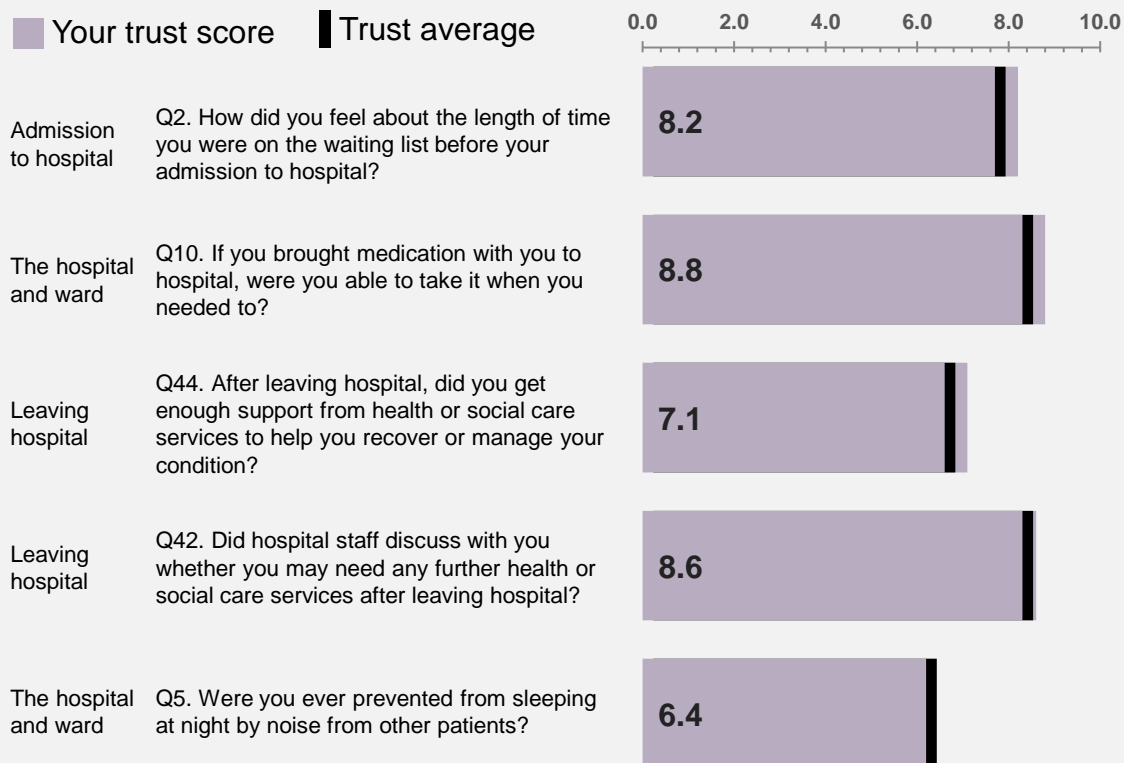 Your trust score
Trust average
0.0 2.0 4.0 6.0 8.0 10.0
Admission
to hospital
Q2. How did you feel about the length of time
you were on the waiting list before your
admission to hospital?
8.2
The hospital
and ward
Q10. If you brought medication with you to
hospital, were you able to take it when you
needed to?
8.8
Leaving
hospital
Q44. After leaving hospital, did you get
enough support from health or social care
services to help you recover or manage your
condition?
7.1
Leaving
hospital
Q42. Did hospital staff discuss with you
whether you may need any further health or
social care services after leaving hospital?
8.6
The hospital
and ward
Q5. Were you ever prevented from sleeping
at night by noise from other patients?
6.4